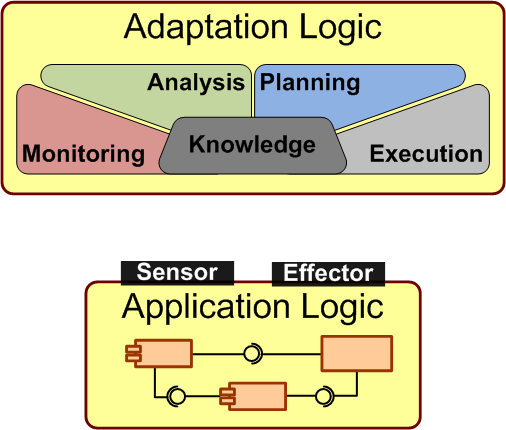 Adaptation Logic
Analysis Planning
Monitoring Knowledge Execution
Sensor Effector
Application Logic